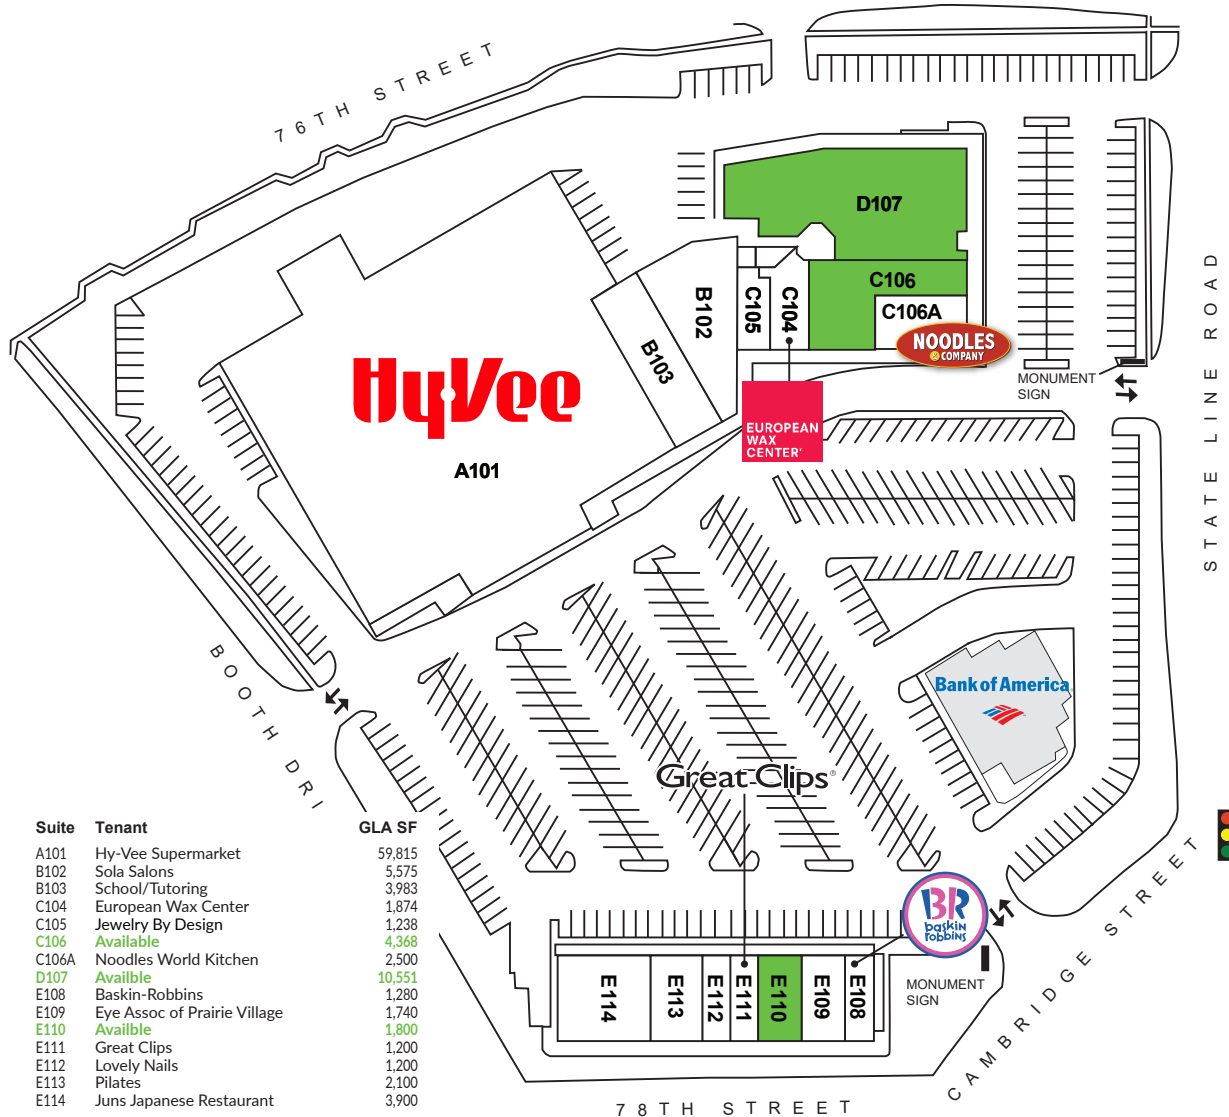 76TH STREET
D107
C106
C106A
C105
C104
B102
B103
NOODLES
& COMPANY
MONUMENT
SIGN
STATE LINE ROAD
HyVee
A101
EUROPEAN
WAX
CENTER
Bank of America
BOOTH DRI
Great Clips®
BR
baskin
robbins
MONUMENT
SIGN
CAMBRIDGE STREET
E114
E113
E112
E111
E110
E109
E108
78TH STREET
Suite Tenant GLA SF
A101 Hy-Vee Supermarket 59,815
B102 Sola Salons 5,575
B103 School/Tutoring 3,983
C104 European Wax Center 1,874
C105 Jewelry By Design 1,238
C106 Available 4,368
C106A Noodles World Kitchen 2,500
D107 Availble 10,551
E108 Baskin-Robbins 1,280
E109 Eye Assoc of Prairie Village 1,740
E110 Availble 1,800
E111 Great Clips 1,200
E112 Lovely Nails 1,200
E113 Pilates 2,100
E114 Juns Japanese Restaurant 3,900